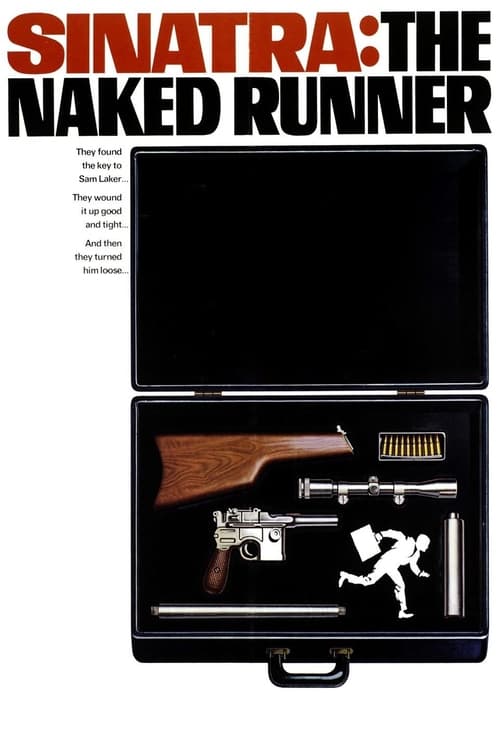 SINATRA: THE
NAKED RUNNER
They found
the key to
Sam Laker...
They wound
it up good
and tight...
And then
they turned
him loose...